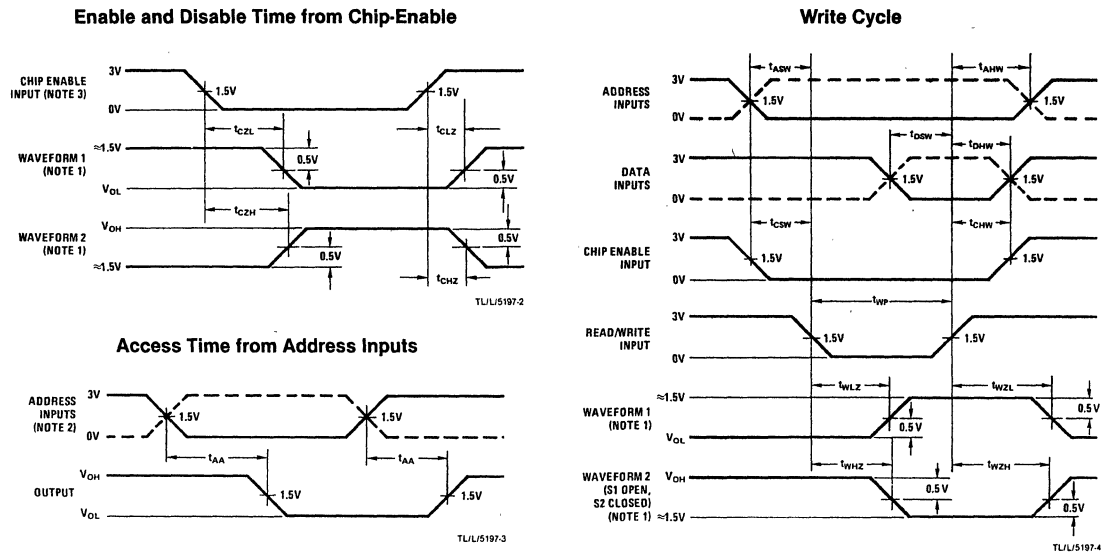 Enable and Disable Time from Chip-Enable
3V
CHIP ENABLE
INPUT (NOTE 3)
1.5V
1.5V
0V
tCZL
tCLZ
≈1.5V
WAVEFORM 1
(NOTE 1)
0.5V
0.5V
VOL
tCZH
VOH
WAVEFORM 2
(NOTE 1)
0.5V
0.5V
≈1.5V
tCHZ
TL/L/5197-2
Access Time from Address Inputs
3V
ADDRESS
INPUTS
(NOTE 2)
1.5V
1.5V
0V
tAA
tAA
VOH
OUTPUT
1.5V
1.5V
VOL
TL/L/5197-3
Write Cycle
tASW
tAHW
3V
ADDRESS
INPUTS
1.5V
1.5V
0V
tDSW
tDHW
3V
DATA
INPUTS
1.5V
1.5V
0V
tCSW
tCHW
3V
CHIP ENABLE
INPUT
1.5V
1.5V
0V
tWP
3V
READ/WRITE
INPUT
1.5V
1.5V
0V
tWLZ
tWZL
≈1.5V
WAVEFORM 1
(NOTE 1)
0.5V
0.5V
VOL
tWHZ
tWZH
VOH
WAVEFORM 2
(S1 OPEN,
S2 CLOSED)
(NOTE 1)
0.5V
0.5V
≈1.5V
TL/L/5197-4